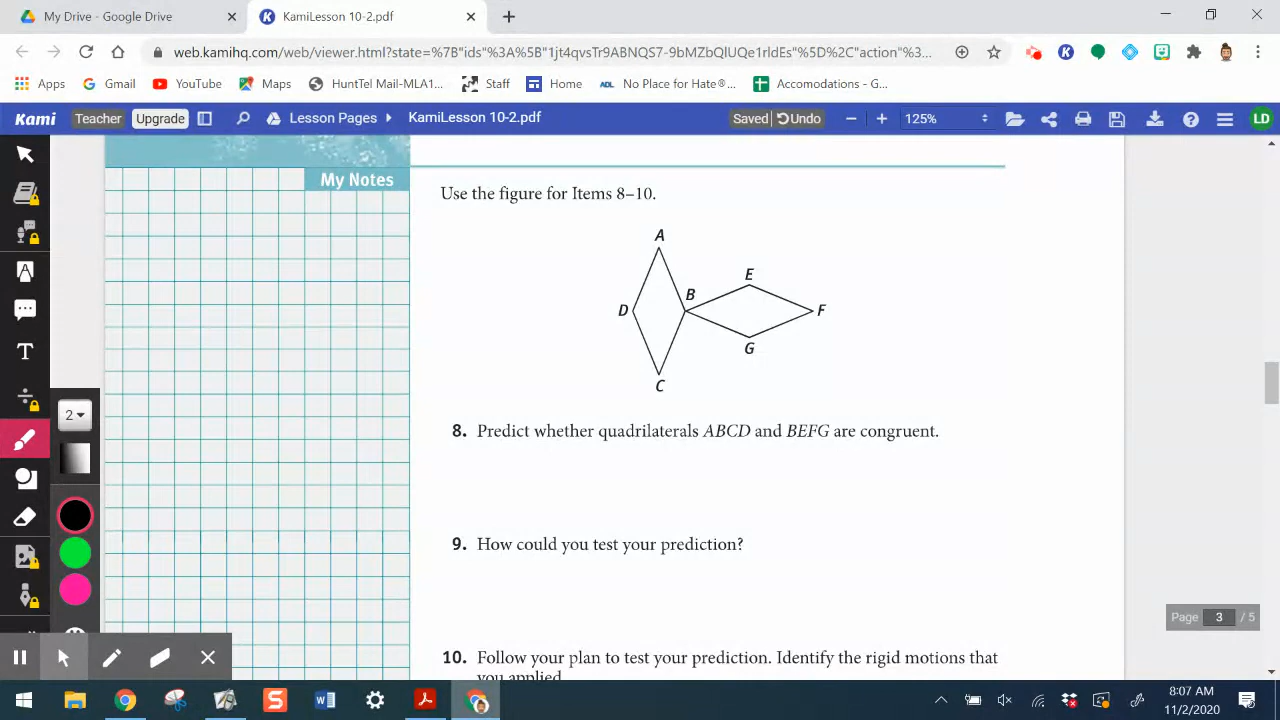 My Drive - Google Drive
KamiLesson 10-2.pdf
web.kamihq.com/web/viewer.html?state=%7B"ids"%3A%5B"1jt4qvsTr9ABNQS7-9bMZbQlUQe1rldEs"%5D%2C"action"%3...
Apps Gmail YouTube Maps HuntTel Mail-MLA1... Staff Home ADL No Place for Hate®... Accomodations - G...
Kami Teacher Upgrade Lesson Pages KamiLesson 10-2.pdf Saved Undo 125% LD
My Notes
Use the figure for Items 8–10.
A
E
B
D
F
G
C
8. Predict whether quadrilaterals ABCD and BEFG are congruent.
9. How could you test your prediction?
10. Follow your plan to test your prediction. Identify the rigid motions that
you applied.
T
2
Page 3 / 5
8:07 AM
11/2/2020